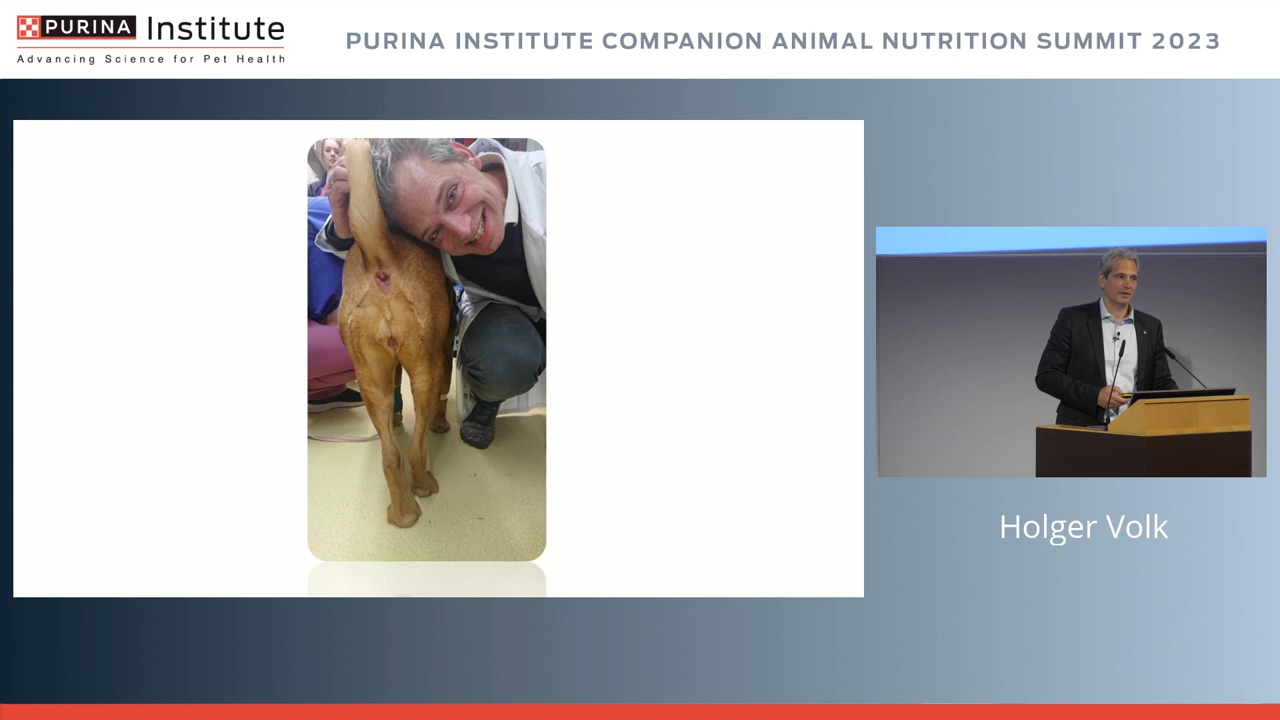 PURINA Institute
Advancing Science for Pet Health
PURINA INSTITUTE COMPANION ANIMAL NUTRITION SUMMIT 2023
Holger Volk